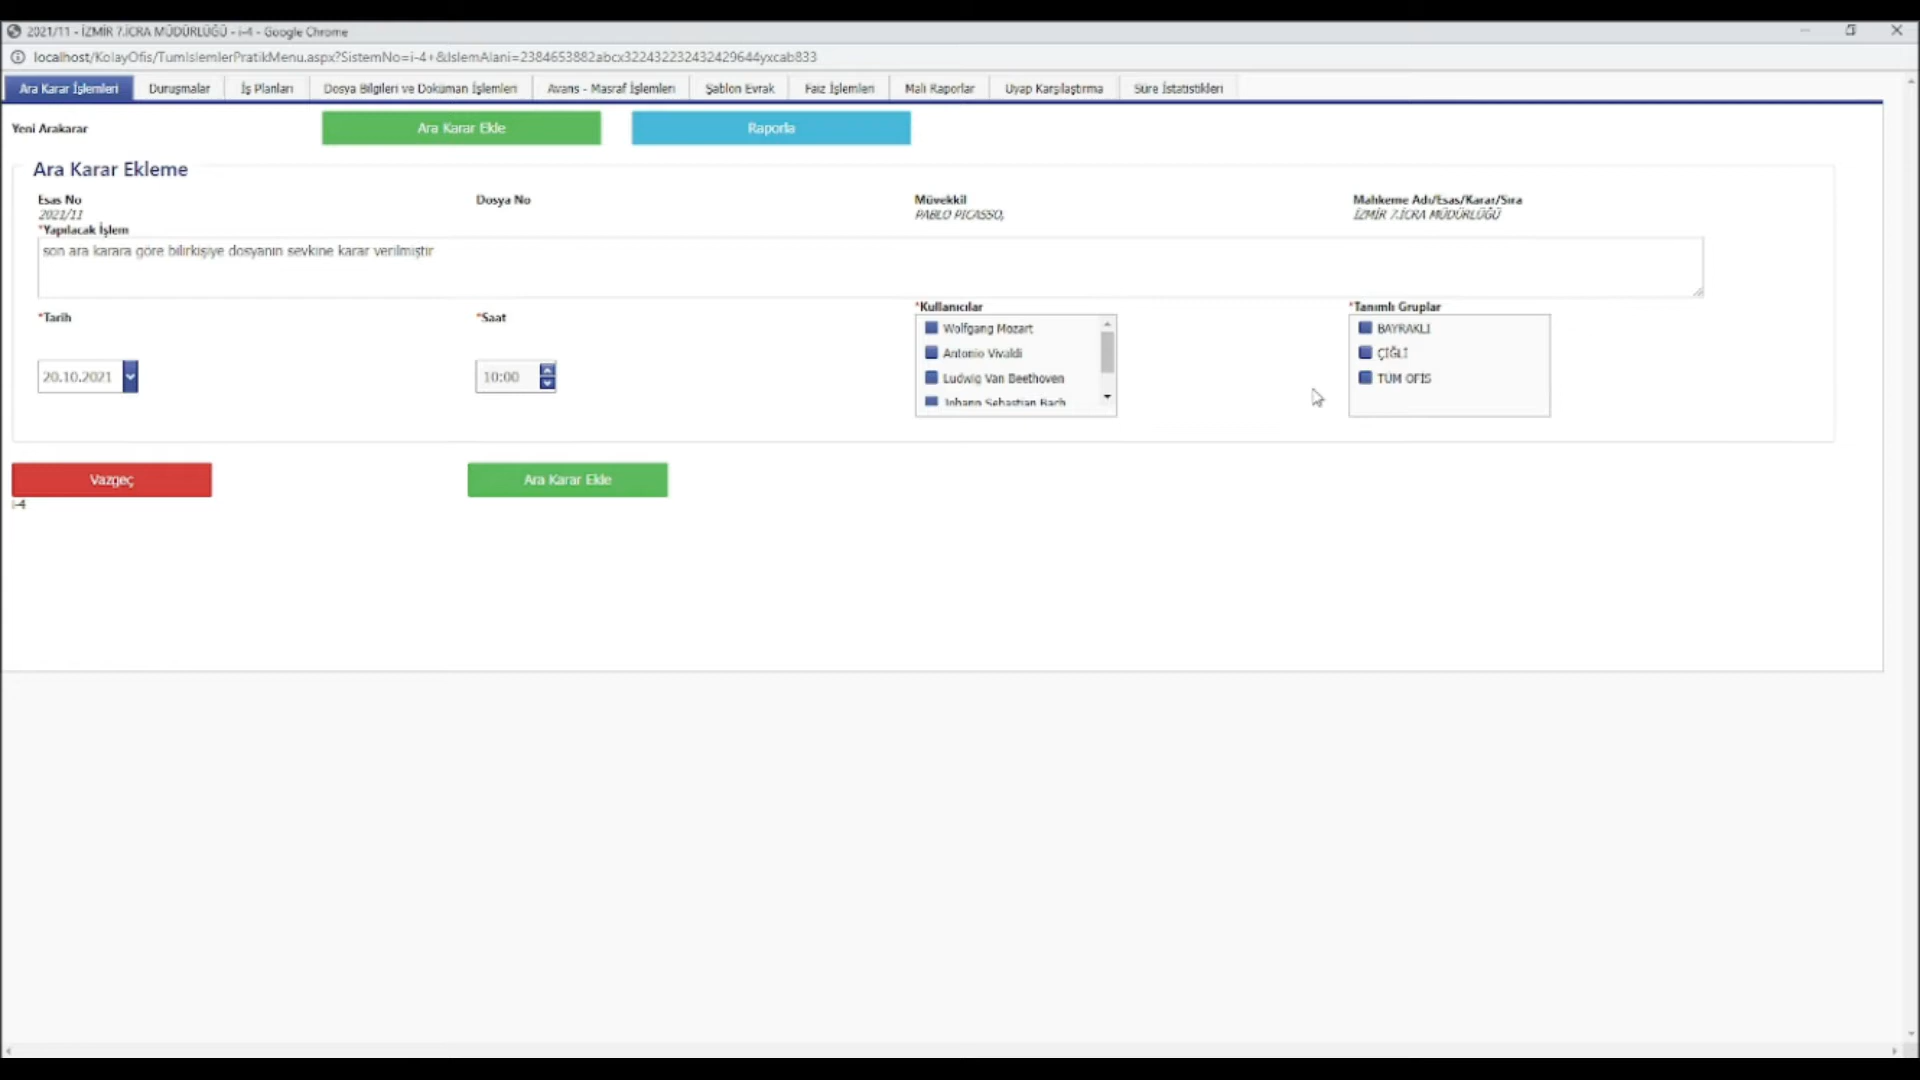 2021/11 - İZMİR 7.İCRA MÜDÜRLÜĞÜ - i-4 - Google Chrome
localhost/KolayOfis/TumIslemlerPratikMenu.aspx?SistemNo=i-4+&IslemAlani=2384653882abcx322432232432429644yxcab833
Ara Karar İşlemleri Duruşmalar İş Planları Dosya Bilgileri ve Doküman İşlemleri Avans - Masraf İşlemleri Şablon Evrak Faiz İşlemleri Mali Raporlar Uyap Karşılaştırma Süre İstatistikleri
Yeni Arakarar Ara Karar Ekle Raporla
Ara Karar Ekleme
Esas No Dosya No Müvekkil Mahkeme Adı/Esas/Karar/Sıra
2021/11 PABLO PICASSO, İZMİR 7.İCRA MÜDÜRLÜĞÜ
*Yapılacak İşlem
son ara karara göre bilirkişiye dosyanın sevkine karar verilmiştir
*Tarih *Saat *Kullanıcılar *Tanımlı Gruplar
Wolfgang Mozart BAYRAKLI
Antonio Vivaldi ÇİĞLİ
20.10.2021 10:00 Ludwig Van Beethoven TÜM OFİS
Johann Sebastian Bach
Vazgeç Ara Karar Ekle
i-4